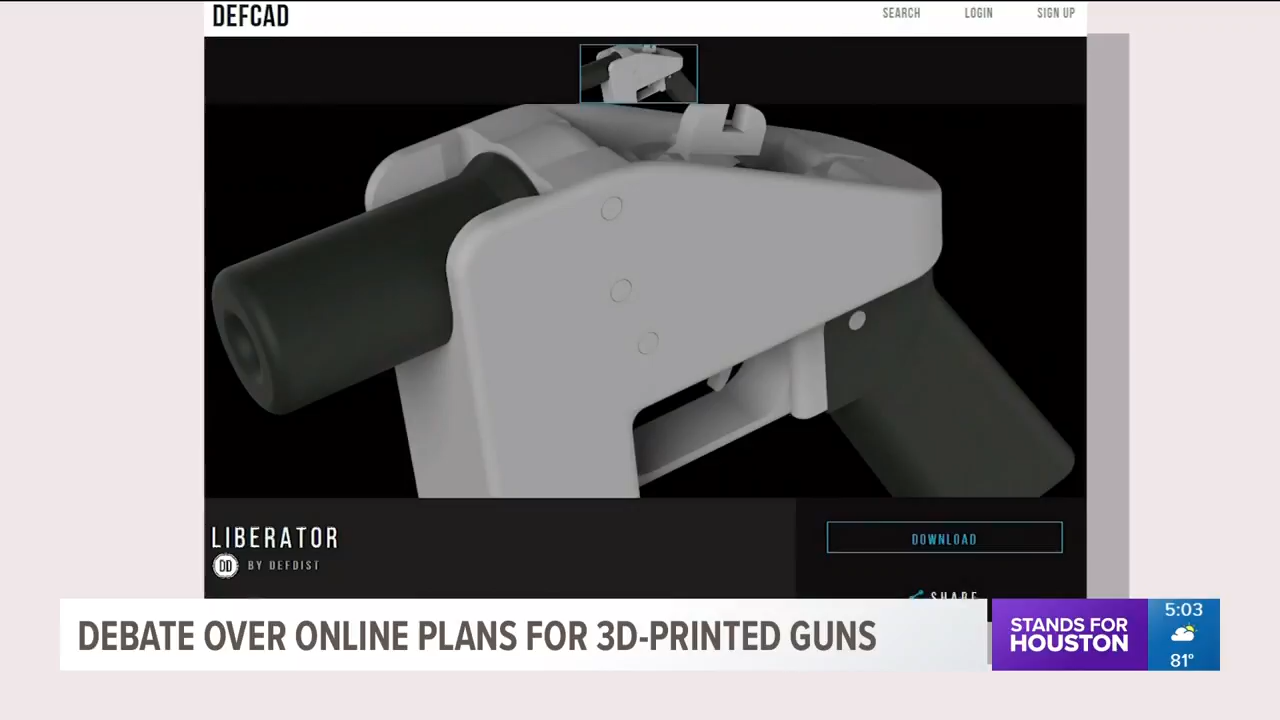 DEFCAD
SEARCH LOGIN SIGN UP
LIBERATOR
DD BY DEFDIST
DOWNLOAD
SHARE
DEBATE OVER ONLINE PLANS FOR 3D-PRINTED GUNS
STANDS FOR
HOUSTON
5:03
81°